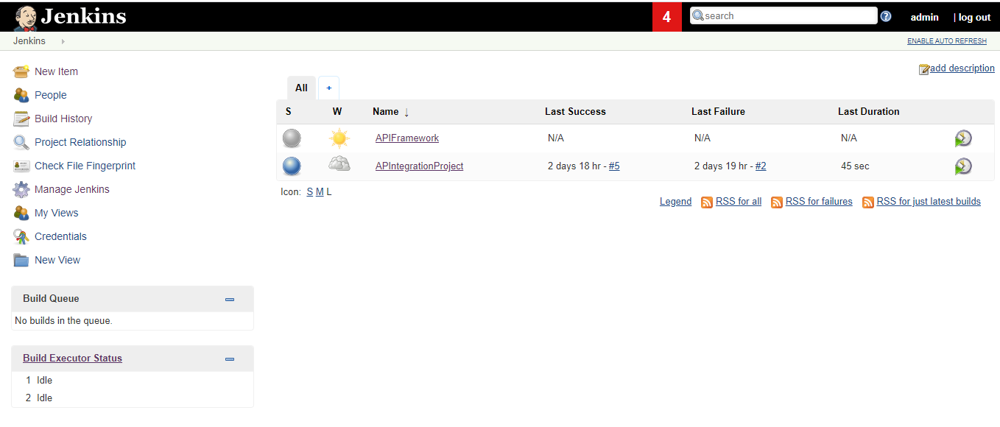 Jenkins 4 search admin | log out
Jenkins ENABLE AUTO REFRESH
add description
New Item
People
Build History
Project Relationship
Check File Fingerprint
Manage Jenkins
My Views
Credentials
New View
Build Queue
No builds in the queue.
Build Executor Status
1 Idle
2 Idle
All +
S W Name ↓ Last Success Last Failure Last Duration
APIFramework N/A N/A N/A
APIntegrationProject 2 days 18 hr - #5 2 days 19 hr - #2 45 sec
Icon: S M L
Legend RSS for all RSS for failures RSS for just latest builds